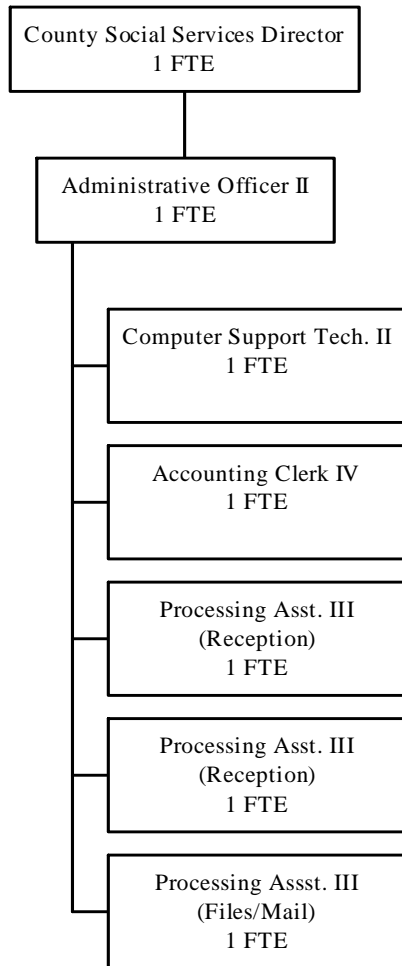 County Social Services Director
1 FTE
Administrative Officer II
1 FTE
Computer Support Tech. II
1 FTE
Accounting Clerk IV
1 FTE
Processing Asst. III
(Reception)
1 FTE
Processing Asst. III
(Reception)
1 FTE
Processing Assst. III
(Files/Mail)
1 FTE